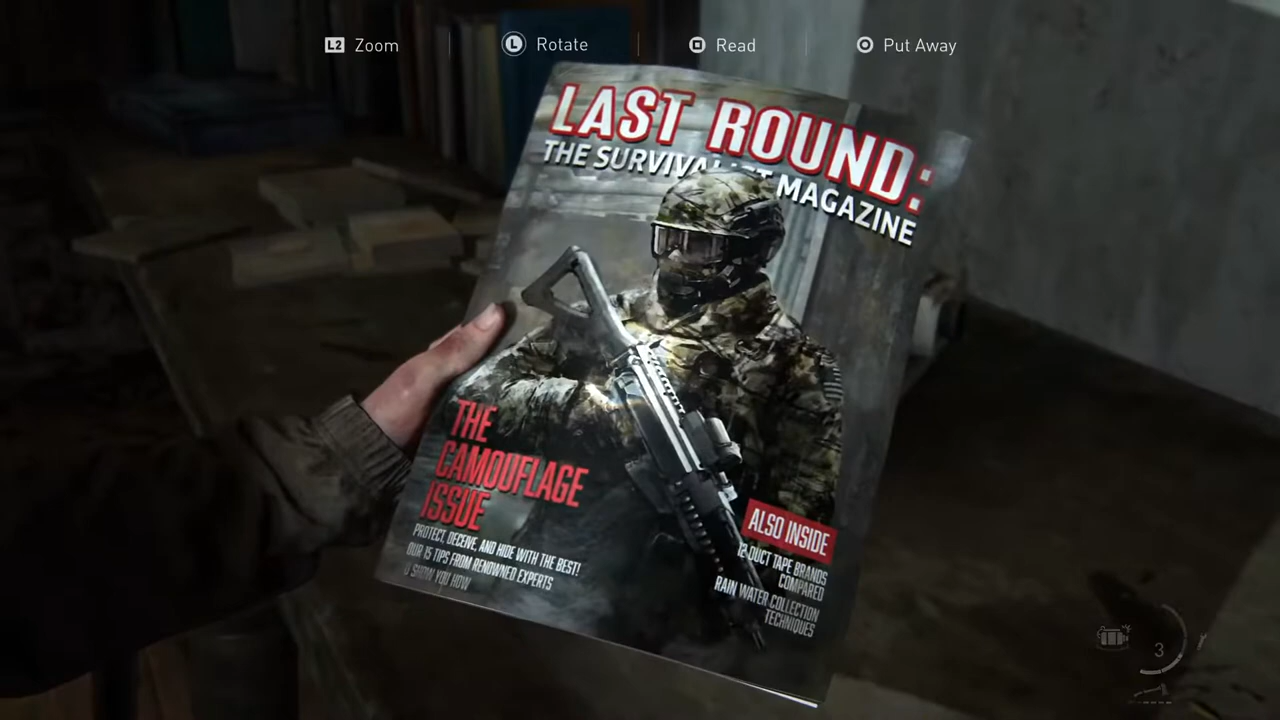 L2 Zoom
L Rotate
Read
Put Away
LAST ROUND:
THE SURVIVALIST MAGAZINE
THE
CAMOUFLAGE
ISSUE
PROTECT, DECEIVE, AND HIDE WITH THE BEST!
OUR 15 TIPS FROM RENOWNED EXPERTS
SHOW YOU HOW
ALSO INSIDE
12 DUCT TAPE BRANDS
COMPARED
RAIN WATER COLLECTION
TECHNIQUES
3